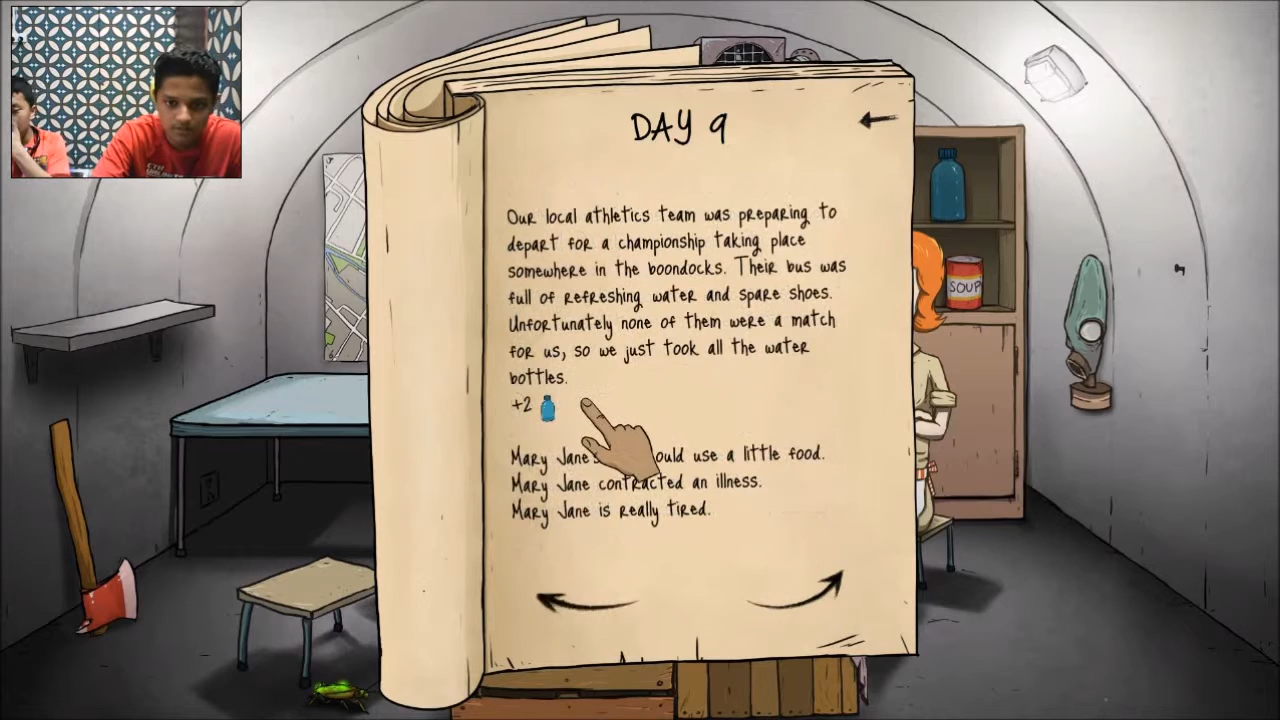 DAY 9
Our local athletics team was preparing to
depart for a championship taking place
somewhere in the boondocks. Their bus was
full of refreshing water and spare shoes.
Unfortunately none of them were a match
for us, so we just took all the water
bottles.
+2
Mary Jane use a little food.
Mary Jane contracted an illness.
Mary Jane is really tired.
SOUP